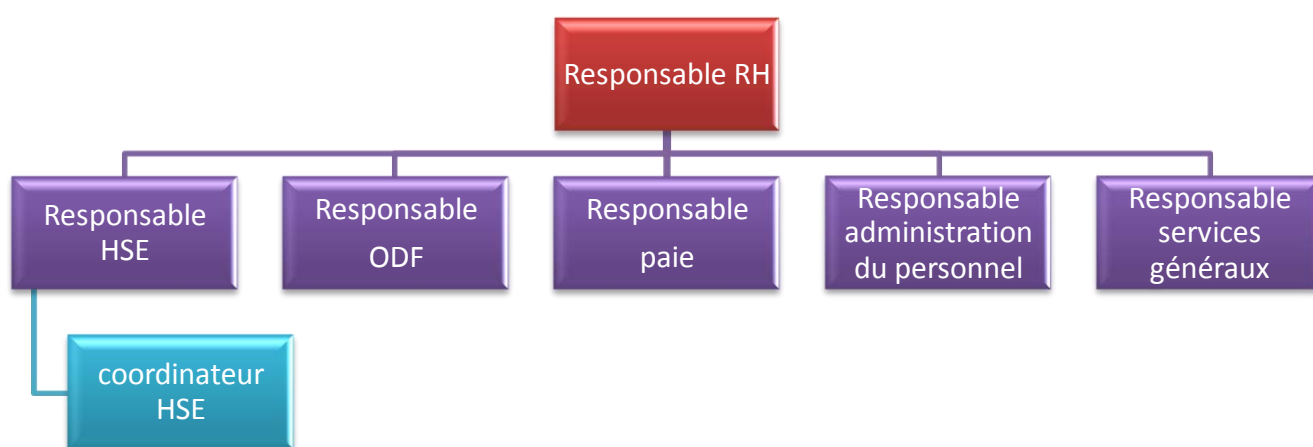 Responsable RH
Responsable
HSE
Responsable
ODF
Responsable
paie
Responsable
administration
du personnel
Responsable
services
généraux
coordinateur
HSE